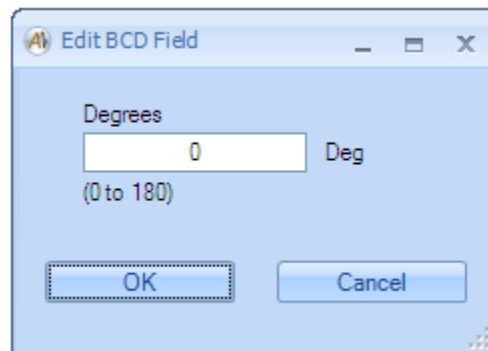 Edit BCD Field
Degrees
0 Deg
(0 to 180)
OK Cancel